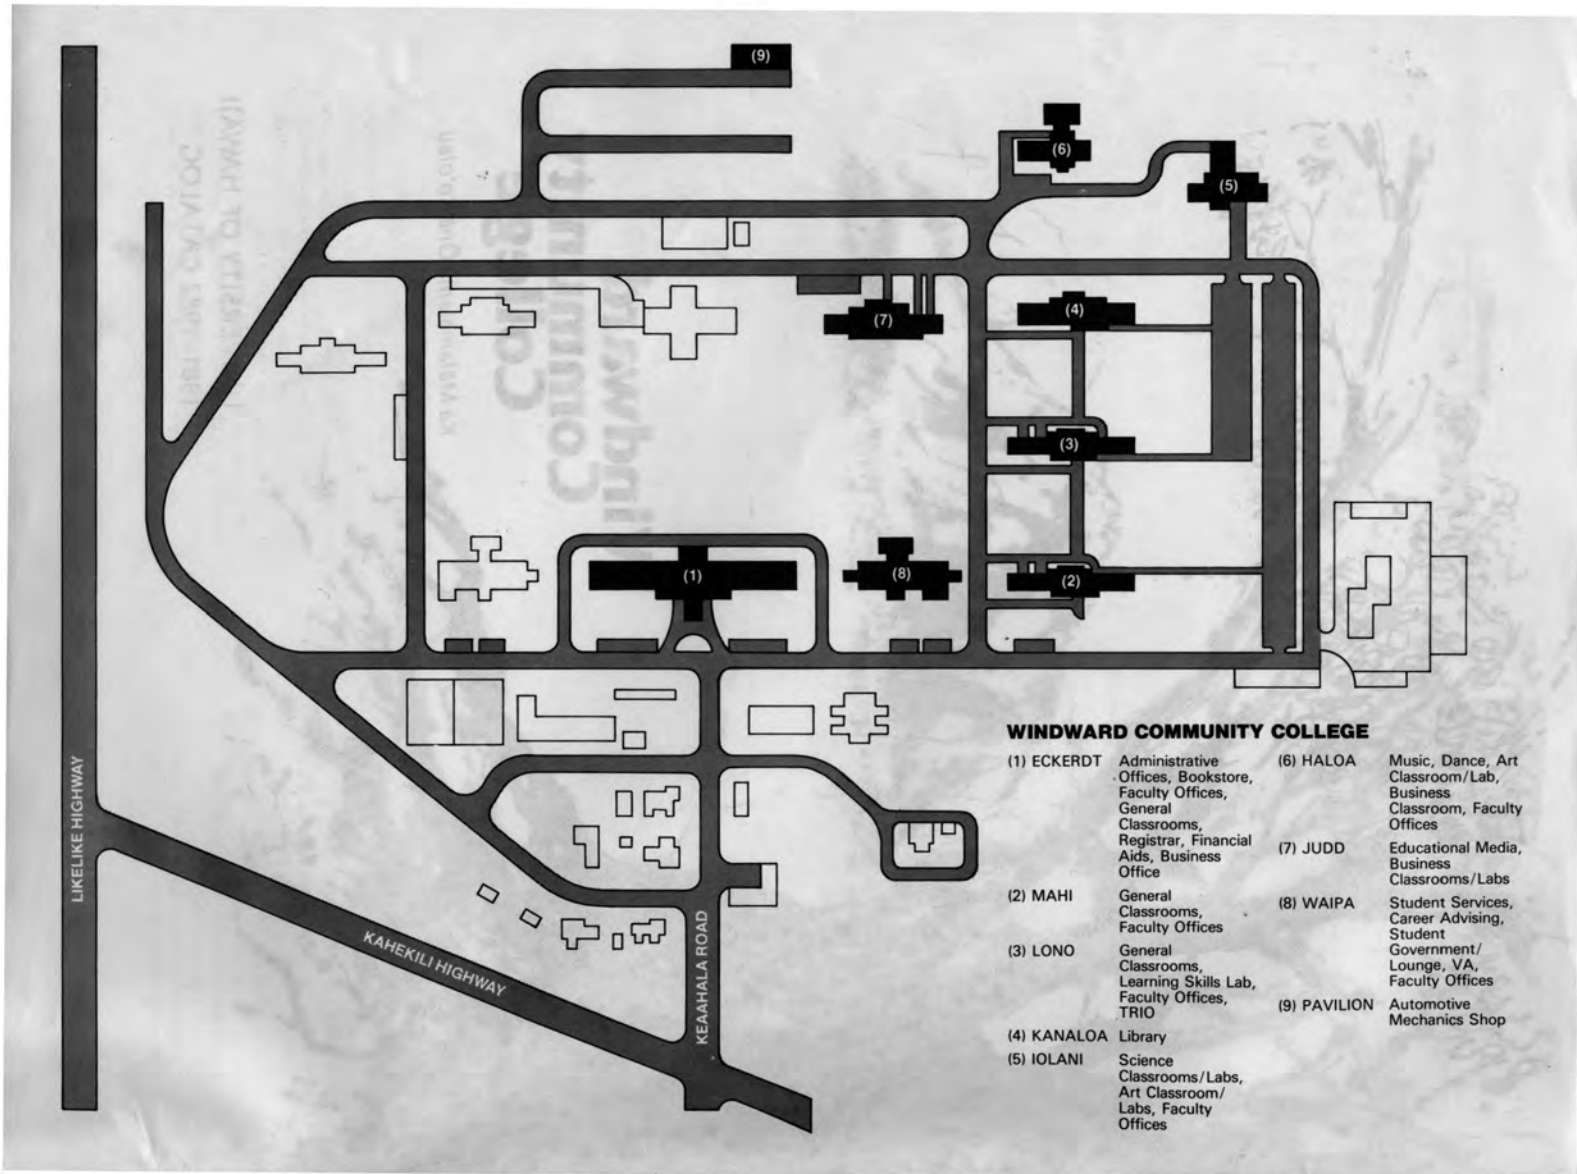 (9)
(6)
(5)
(4)
(7)
(3)
(1)
(8)
(2)
LIKELIKE HIGHWAY
KAHEKILI HIGHWAY
KEAAHALA ROAD
WINDWARD COMMUNITY COLLEGE
(1) ECKERDT Administrative
Offices, Bookstore,
Faculty Offices,
General
Classrooms,
Registrar, Financial
Aids, Business
Office
(2) MAHI General
Classrooms,
Faculty Offices
(3) LONO General
Classrooms,
Learning Skills Lab,
Faculty Offices,
TRIO
(4) KANALOA Library
(5) IOLANI Science
Classrooms/Labs,
Art Classroom/
Labs, Faculty
Offices
(6) HALOA Music, Dance, Art
Classroom/Lab,
Business
Classroom, Faculty
Offices
(7) JUDD Educational Media,
Business
Classrooms/Labs
(8) WAIPA Student Services,
Career Advising,
Student
Government/
Lounge, VA,
Faculty Offices
(9) PAVILION Automotive
Mechanics Shop